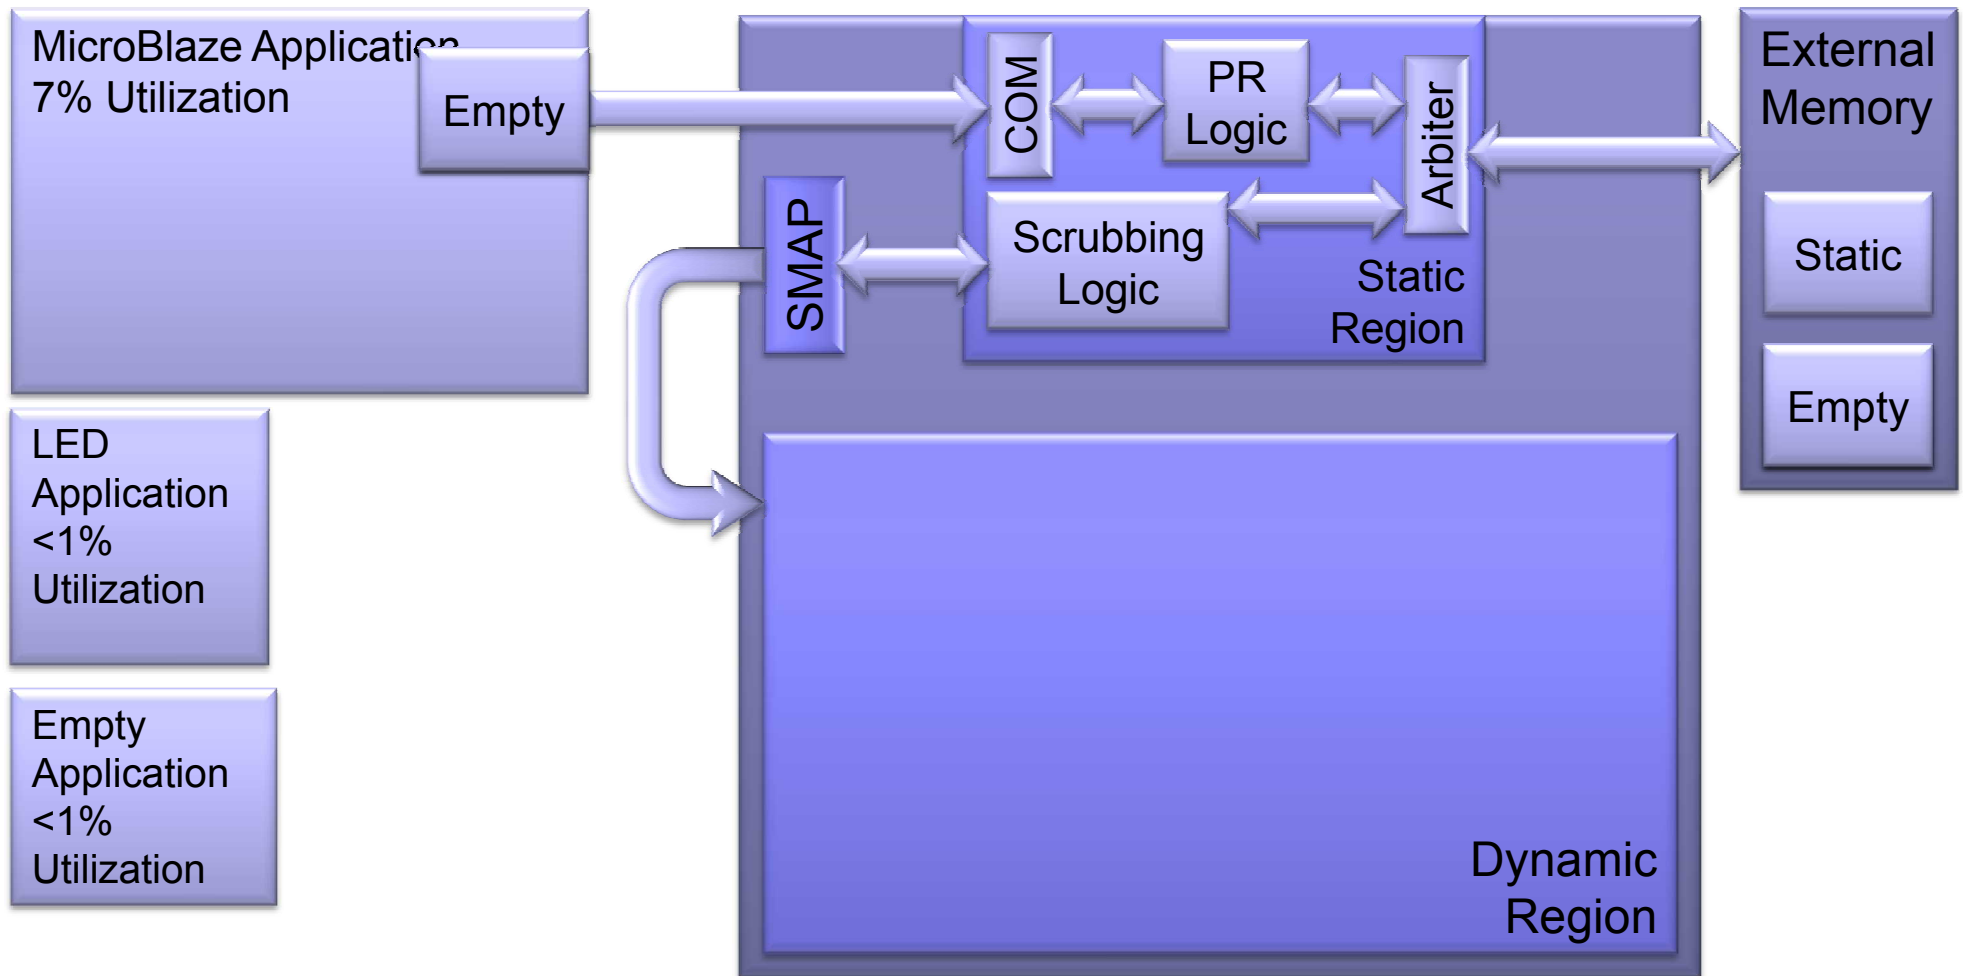 MicroBlaze Application
7% Utilization
Empty
LED
Application
<1%
Utilization
Empty
Application
<1%
Utilization
COM
PR
Logic
Arbiter
SMAP
Scrubbing
Logic
Static
Region
Dynamic
Region
External
Memory
Static
Empty